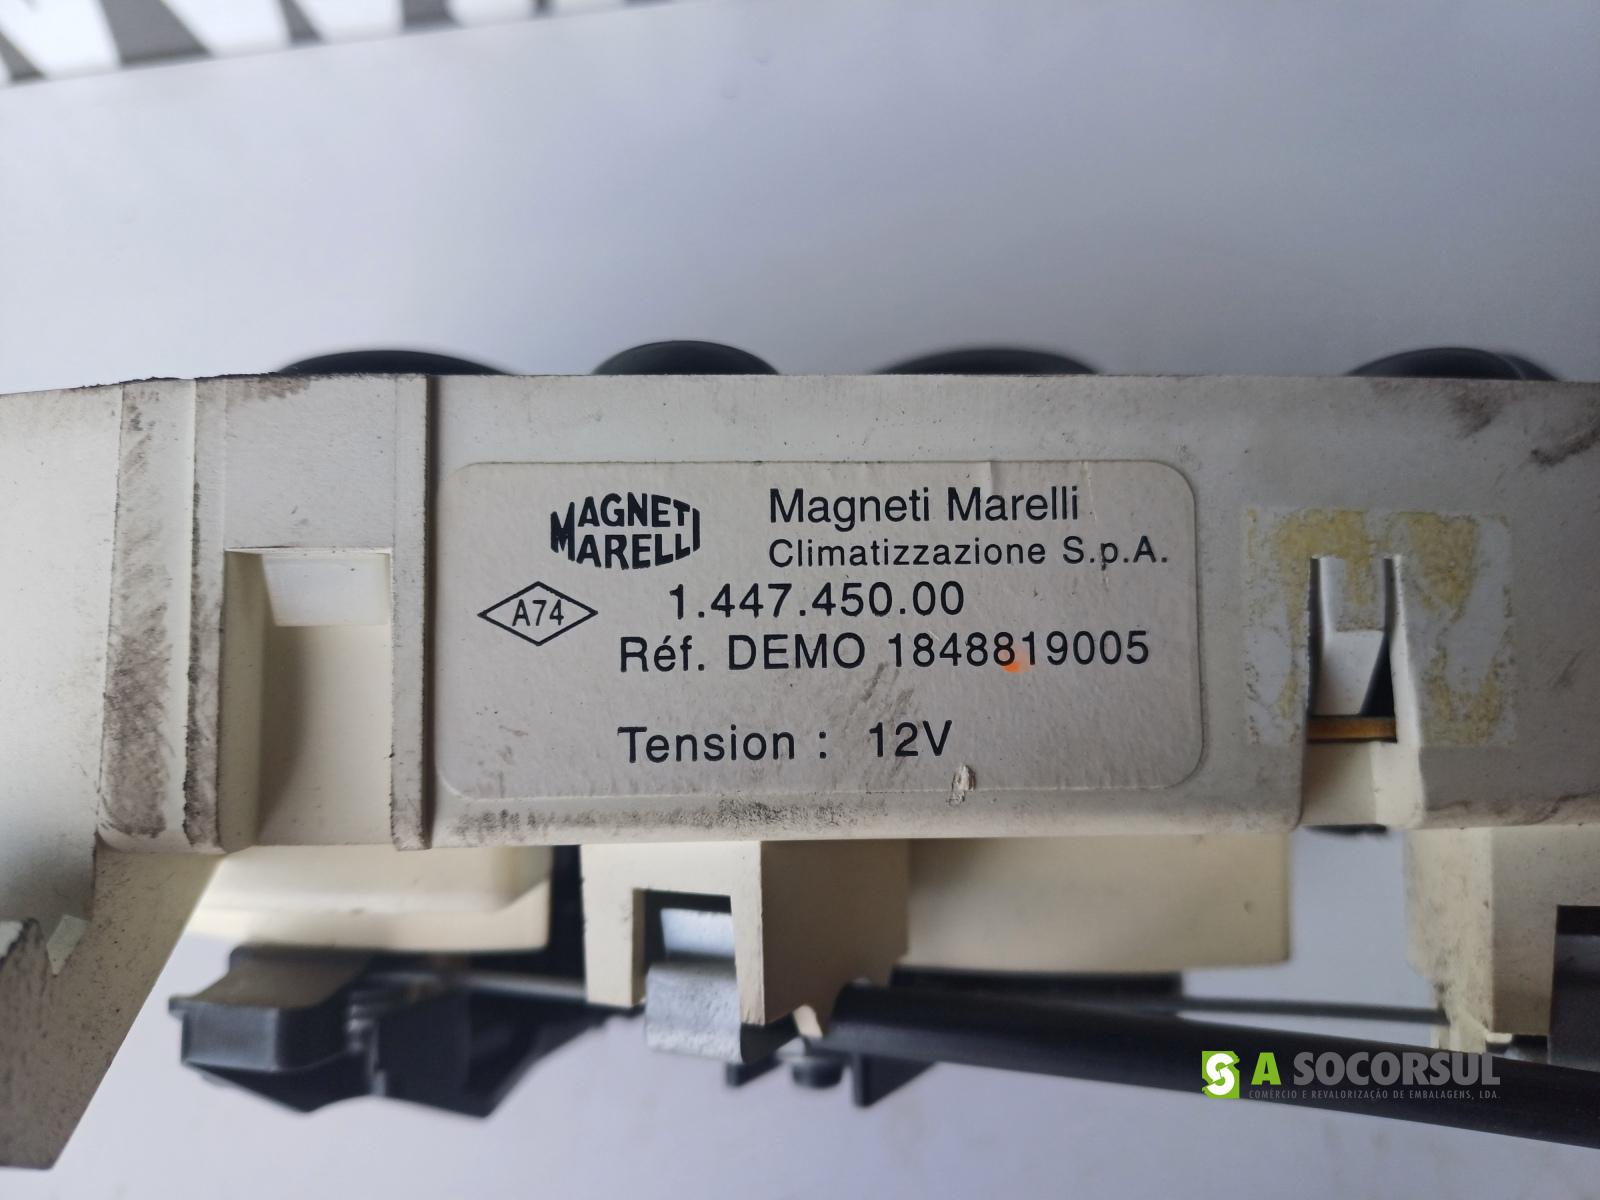 MAGNETI
MARELLI
Magneti Marelli
Climatizzazione S.p.A.
A74
1.447.450.00
Réf. DEMO 1848819005
Tension : 12V
S A SOCORSUL
COMÉRCIO E REVALORIZAÇÃO DE EMBALAGENS, LDA.